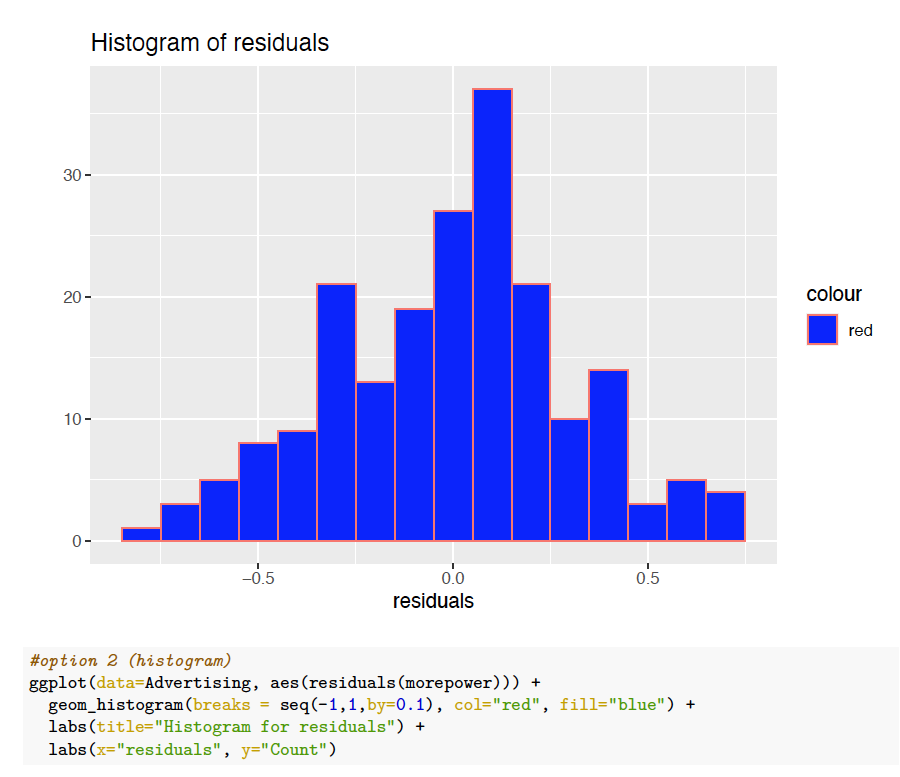 Histogram of residuals
30
20
10
0
−0.5
0.0
0.5
residuals
colour
red
#option 2 (histogram)
ggplot(data=Advertising, aes(residuals(morepower))) +
  geom_histogram(breaks = seq(-1,1,by=0.1), col="red", fill="blue") +
  labs(title="Histogram for residuals") +
  labs(x="residuals", y="Count")